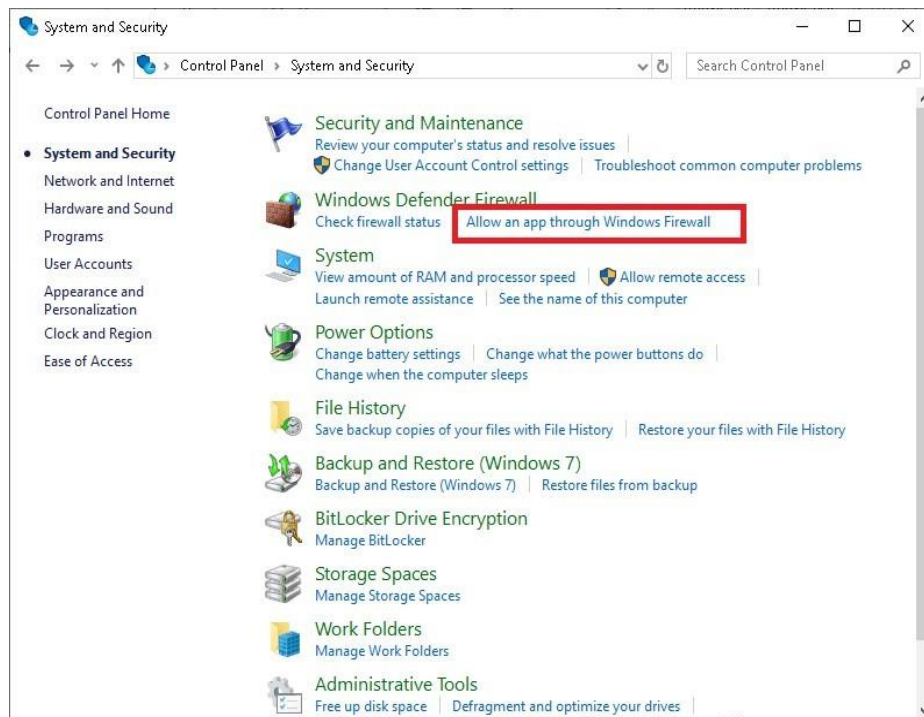 System and Security
Control Panel > System and Security
Search Control Panel
Control Panel Home
System and Security
Network and Internet
Hardware and Sound
Programs
User Accounts
Appearance and
Personalization
Clock and Region
Ease of Access
Security and Maintenance
Review your computer's status and resolve issues
Change User Account Control settings | Troubleshoot common computer problems
Windows Defender Firewall
Check firewall status | Allow an app through Windows Firewall
System
View amount of RAM and processor speed | Allow remote access
Launch remote assistance | See the name of this computer
Power Options
Change battery settings | Change what the power buttons do
Change when the computer sleeps
File History
Save backup copies of your files with File History | Restore your files with File History
Backup and Restore (Windows 7)
Backup and Restore (Windows 7) | Restore files from backup
BitLocker Drive Encryption
Manage BitLocker
Storage Spaces
Manage Storage Spaces
Work Folders
Manage Work Folders
Administrative Tools
Free up disk space | Defragment and optimize your drives